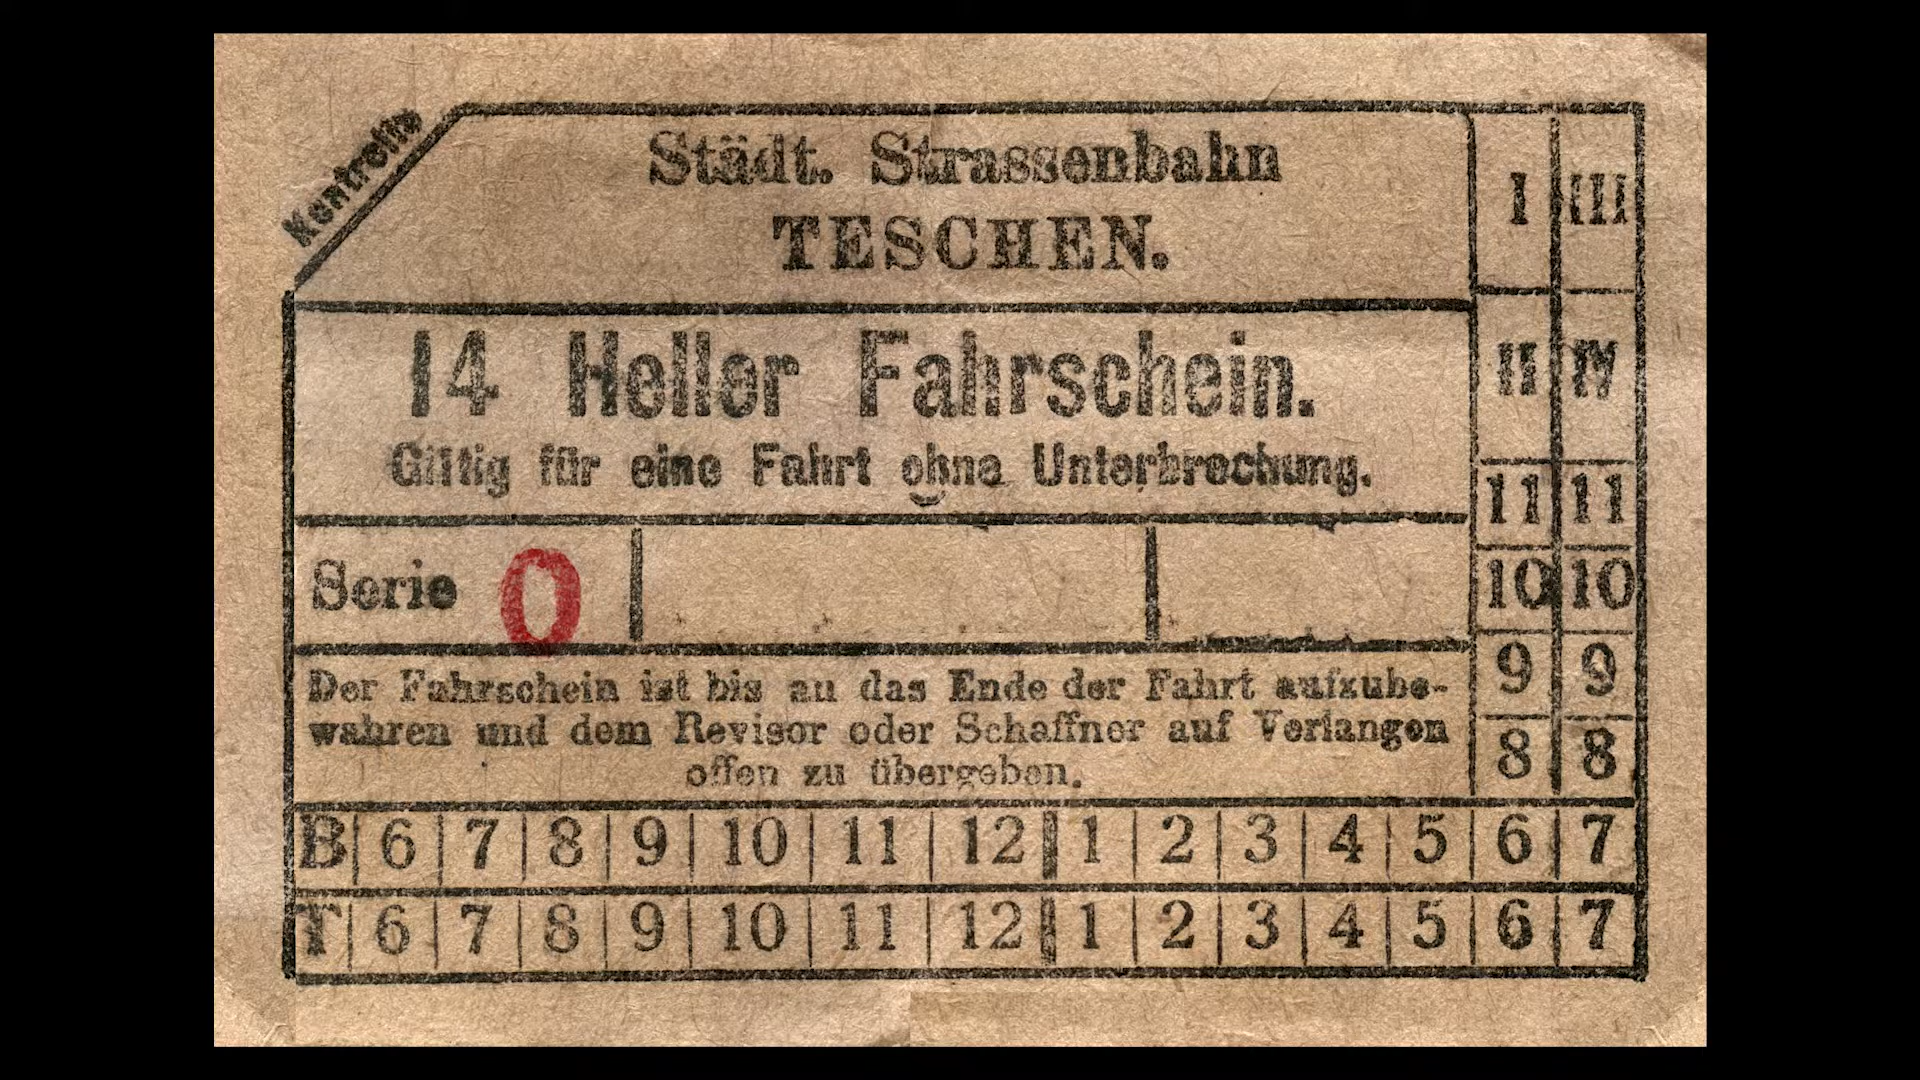 Kontrolle
Städt. Strassenbahn
TESCHEN.
14 Heller Fahrschein.
Giltig für eine Fahrt ohne Unterbrechung.
Serie O
Der Fahrschein ist bis an das Ende der Fahrt aufzube-
wahren und dem Revisor oder Schaffner auf Verlangen
offen zu übergeben.
I III
II IV
11 11
10 10
9 9
8 8
B 6 7 8 9 10 11 12 1 2 3 4 5 6 7
T 6 7 8 9 10 11 12 1 2 3 4 5 6 7